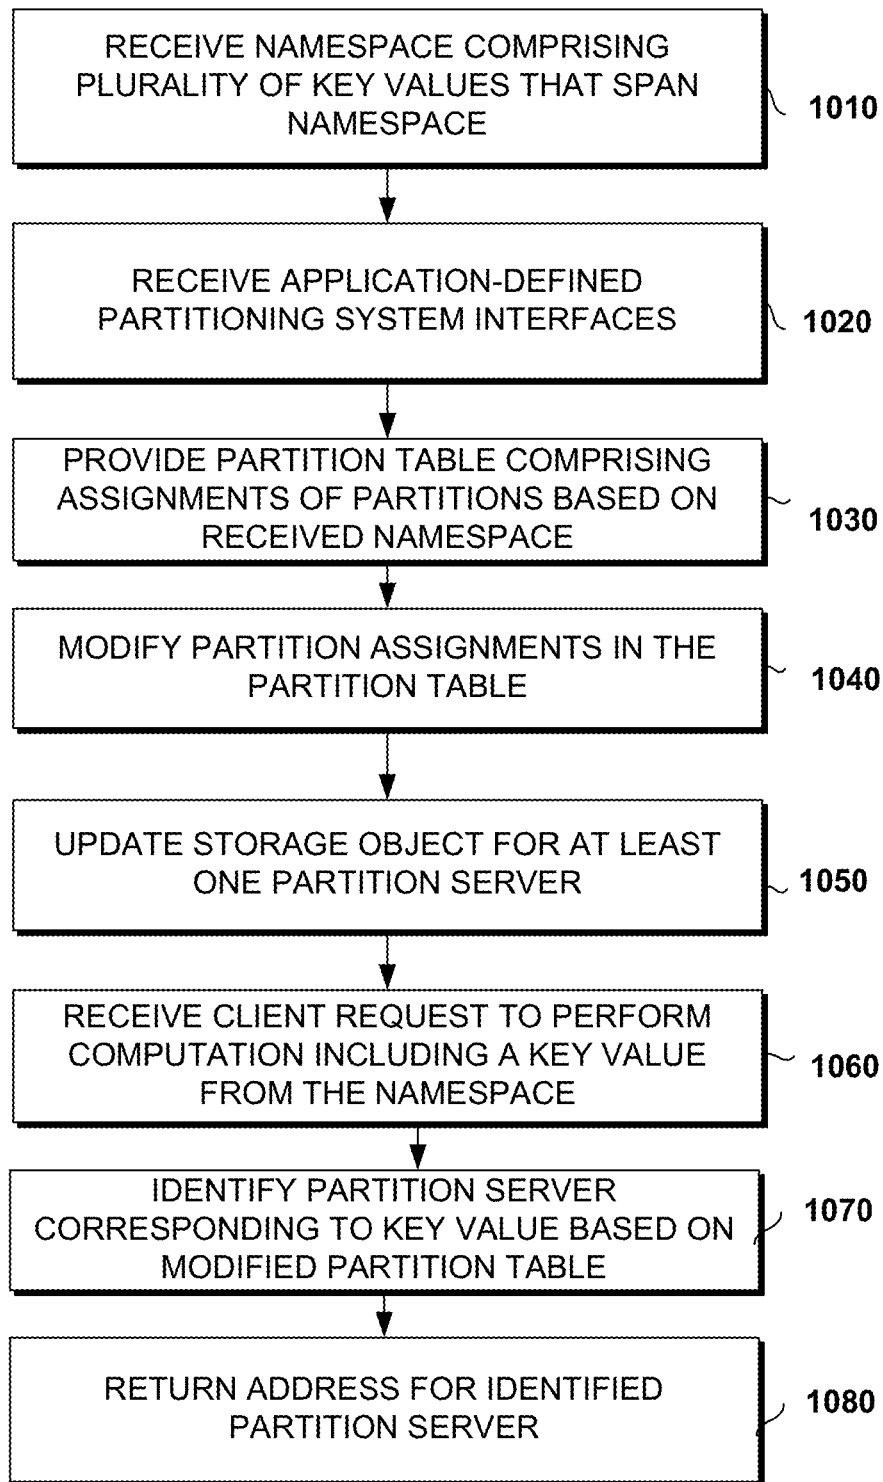 RECEIVE NAMESPACE COMPRISING
PLURALITY OF KEY VALUES THAT SPAN
NAMESPACE
1010
RECEIVE APPLICATION-DEFINED
PARTITIONING SYSTEM INTERFACES
1020
PROVIDE PARTITION TABLE COMPRISING
ASSIGNMENTS OF PARTITIONS BASED ON
RECEIVED NAMESPACE
1030
MODIFY PARTITION ASSIGNMENTS IN THE
PARTITION TABLE
1040
UPDATE STORAGE OBJECT FOR AT LEAST
ONE PARTITION SERVER
1050
RECEIVE CLIENT REQUEST TO PERFORM
COMPUTATION INCLUDING A KEY VALUE
FROM THE NAMESPACE
1060
IDENTIFY PARTITION SERVER
CORRESPONDING TO KEY VALUE BASED ON
MODIFIED PARTITION TABLE
1070
RETURN ADDRESS FOR IDENTIFIED
PARTITION SERVER
1080